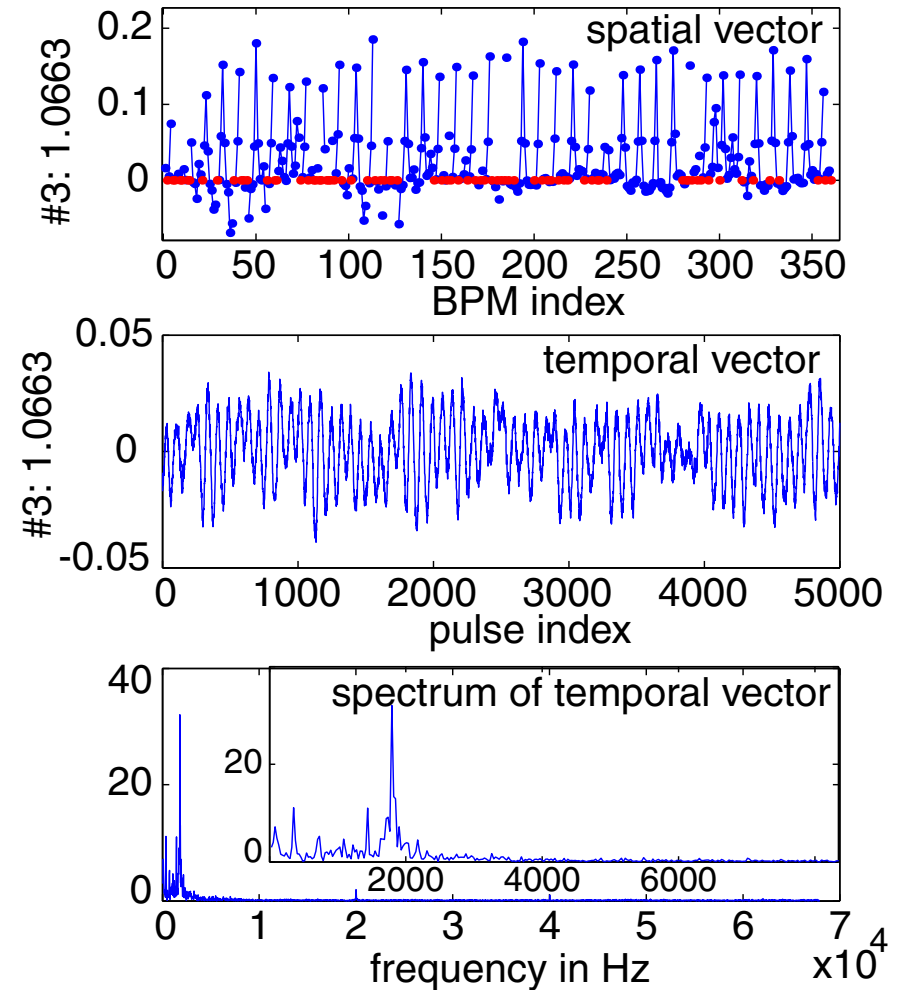 spatial vector
0.2
0.1
0
#3: 1.0663
0 50 100 150 200 250 300 350
BPM index
temporal vector
0.05
0
-0.05
#3: 1.0663
0 1000 2000 3000 4000 5000
pulse index
spectrum of temporal vector
40
20
0
20
0
2000 4000 6000
0 1 2 3 4 5 6 7
x10^4
frequency in Hz